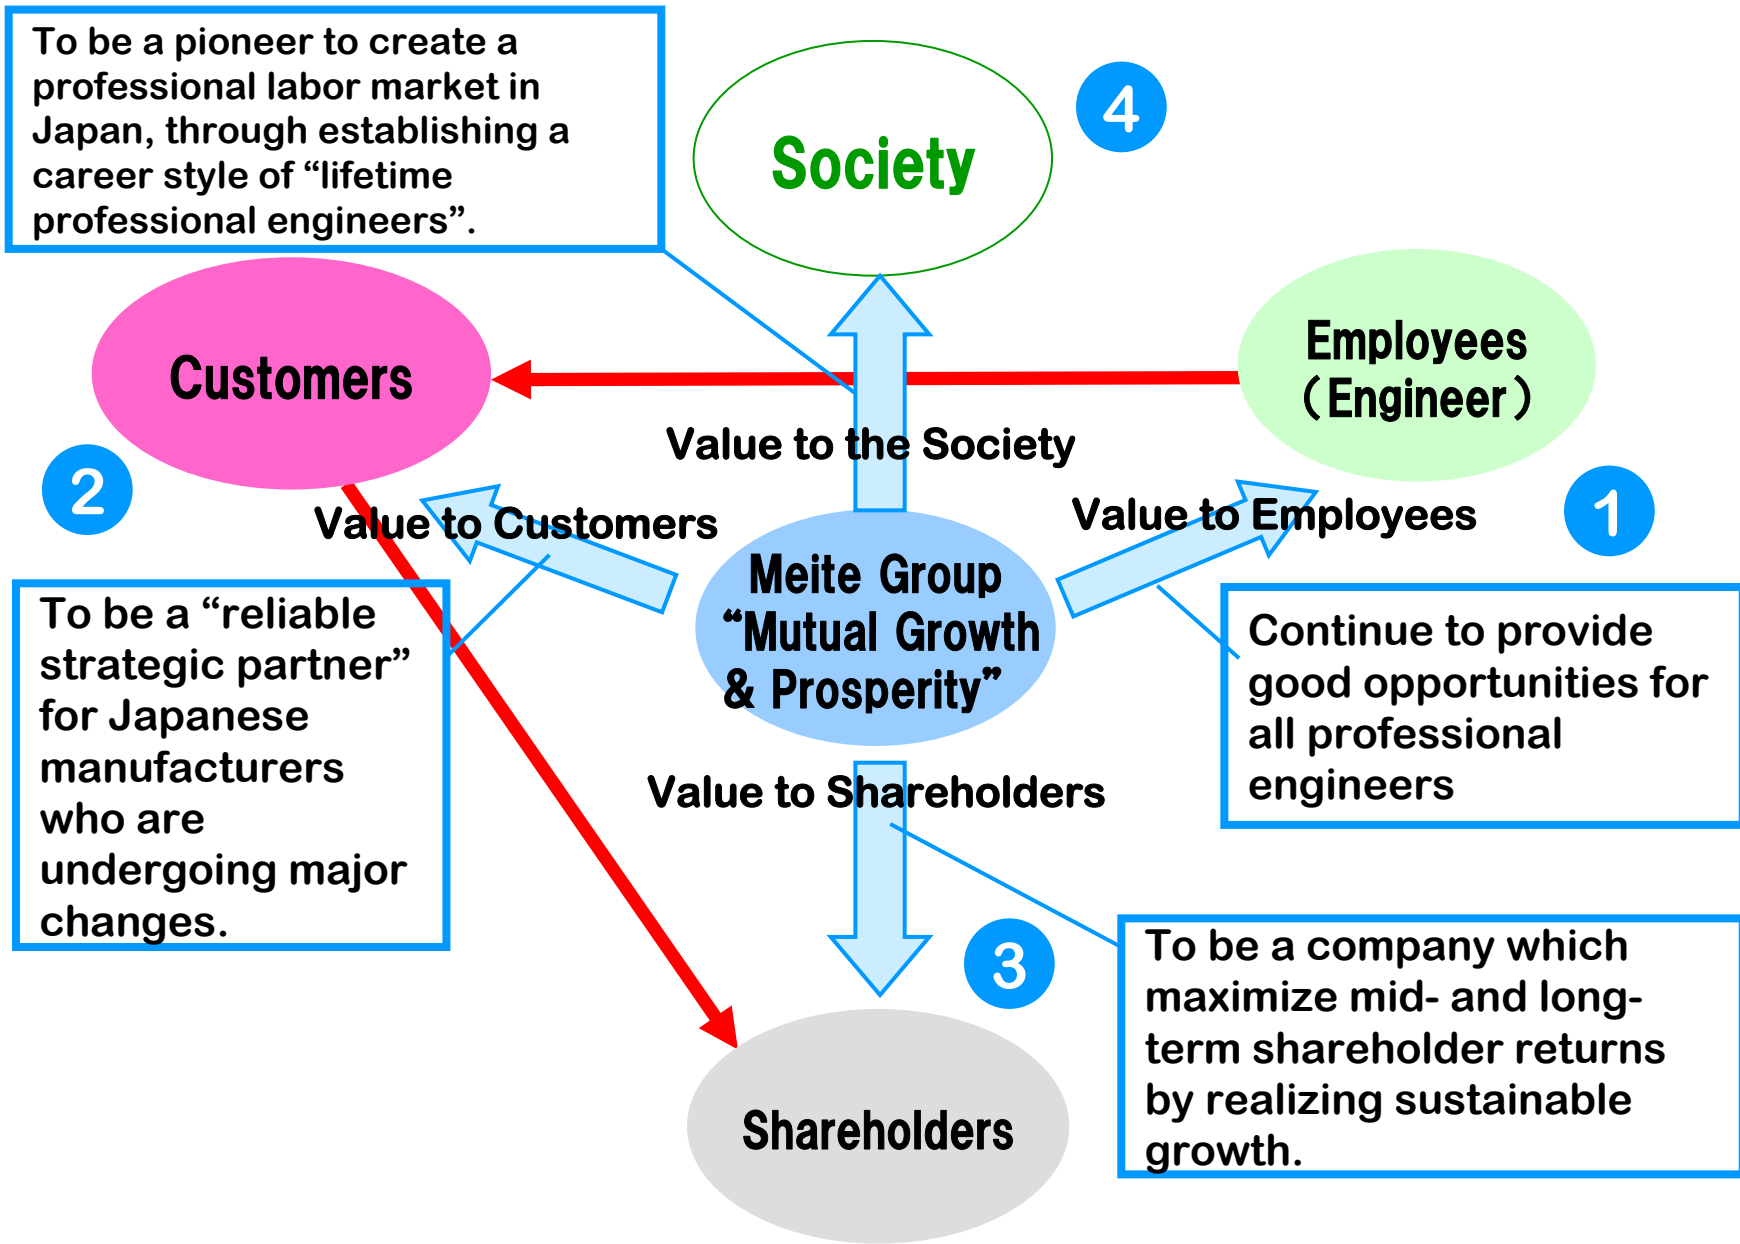 To be a pioneer to create a
professional labor market in
Japan, through establishing a
career style of “lifetime
professional engineers”.
Society
4
Customers
Employees
（Engineer）
Value to the Society
2
Value to Customers
Value to Employees
1
Meite Group
“Mutual Growth
& Prosperity”
To be a “reliable
strategic partner”
for Japanese
manufacturers
who are
undergoing major
changes.
Continue to provide
good opportunities for
all professional
engineers
Value to Shareholders
3
To be a company which
maximize mid- and long-
term shareholder returns
by realizing sustainable
growth.
Shareholders